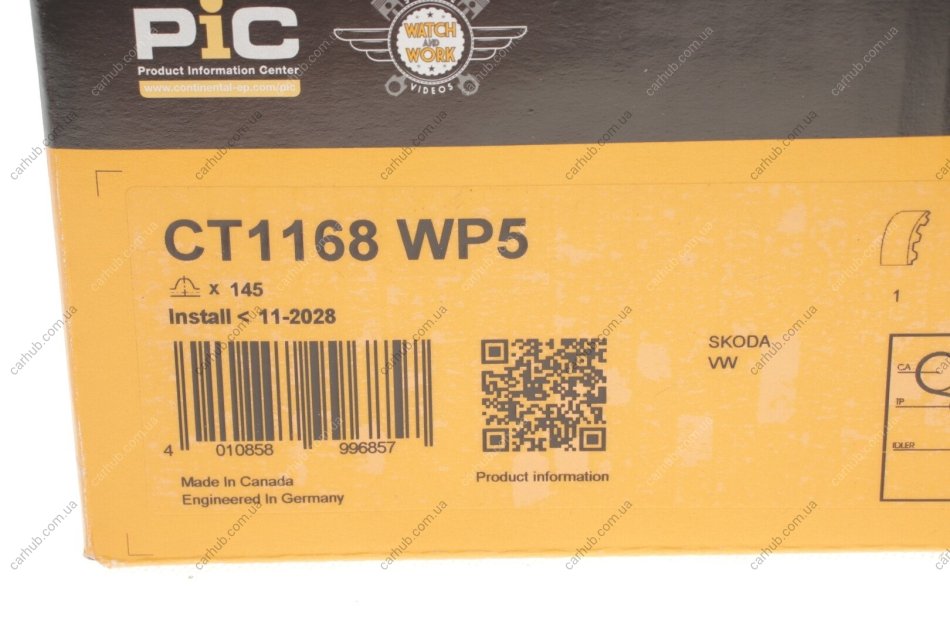 PiC
Product Information Center
www.continental-ep.com/pic
WATCH
AND
WORK
VIDEOS
CT1168 WP5
x 145
Install < 11-2028
SKODA
VW
1
CA
TP
IDLER
4 010858 996857
Made In Canada
Engineered In Germany
Product information
carhub.com.ua